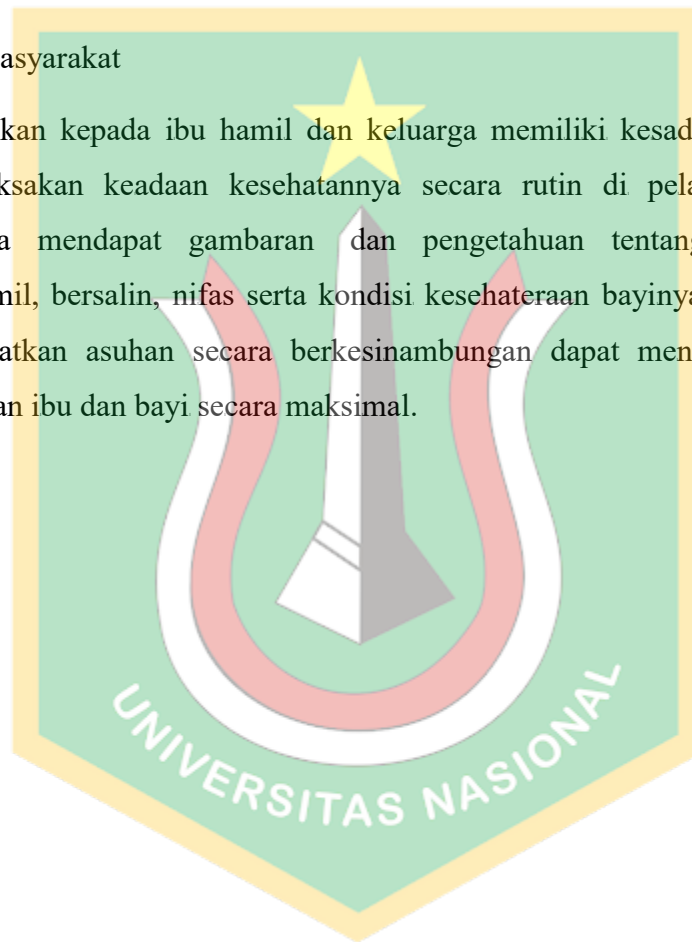 asyarakat
kan kepada ibu hamil dan keluarga memiliki kesad
ksakan keadaan kesehatannya secara rutin di pela
a mendapat gambaran dan pengetahuan tentang
mil, bersalin, nifas serta kondisi kesehateraan bayinya
atkan asuhan secara berkesinambungan dapat men
an ibu dan bayi secara maksimal.
UNIVERSITAS NASIONAL